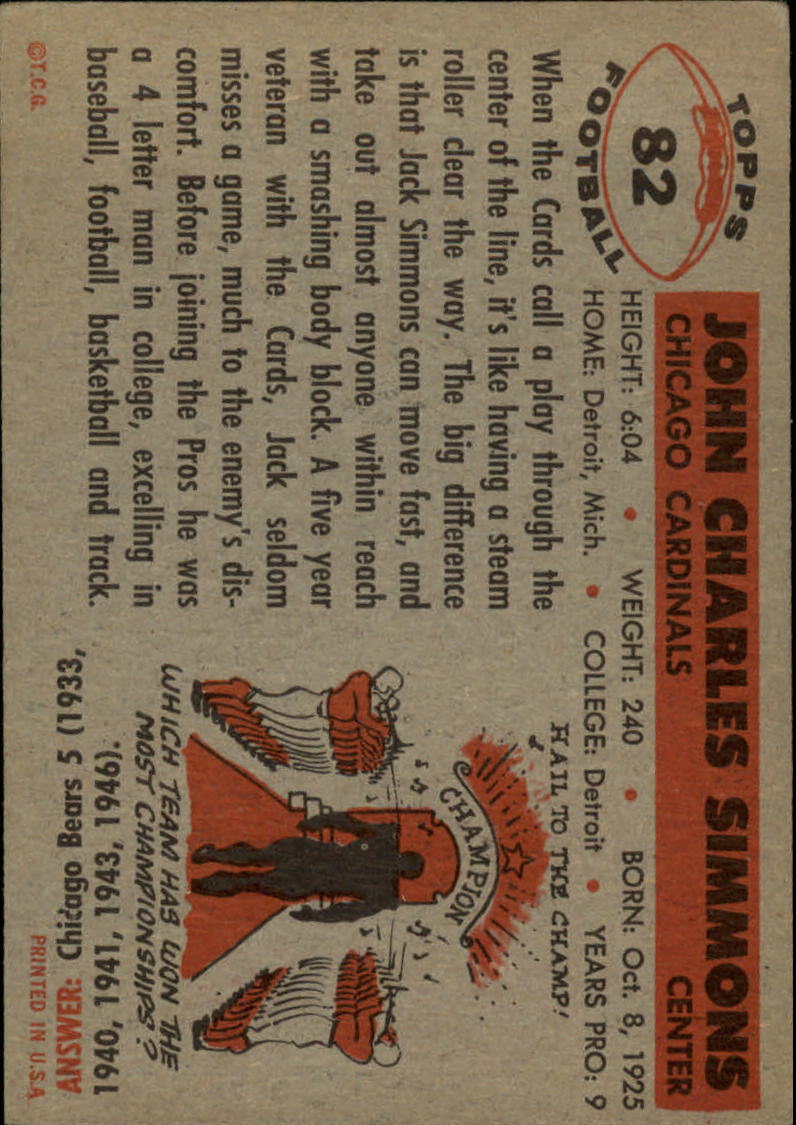 TOPPS
82
FOOTBALL
JOHN CHARLES SIMMONS
CHICAGO CARDINALS CENTER
HEIGHT: 6:04 • WEIGHT: 240 • BORN: Oct. 8, 1925
HOME: Detroit, Mich. • COLLEGE: Detroit • YEARS PRO: 9
When the Cards call a play through the
center of the line, it's like having a steam
roller clear the way. The big difference
is that Jack Simmons can move fast, and
take out almost anyone within reach
with a smashing body block. A five year
veteran with the Cards, Jack seldom
misses a game, much to the enemy's dis-
comfort. Before joining the Pros he was
a 4 letter man in college, excelling in
baseball, football, basketball and track.
HAIL TO THE CHAMP!
CHAMPION
WHICH TEAM HAS WON THE
MOST CHAMPIONSHIPS?
ANSWER: Chicago Bears 5 (1933,
1940, 1941, 1943, 1946).
©T.C.G.
PRINTED IN U.S.A